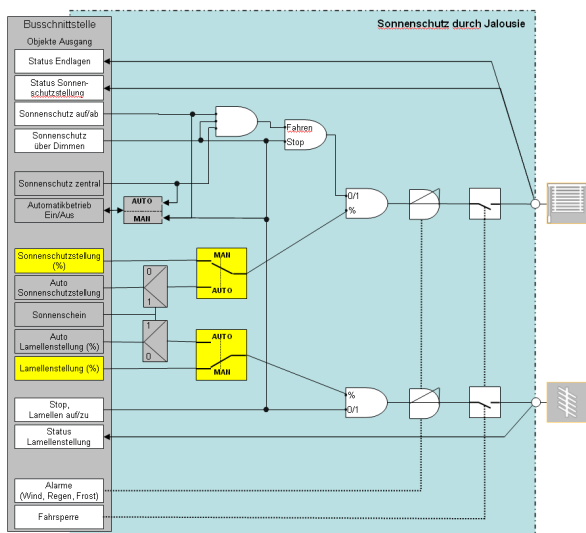 Busschnittstelle
Sonnenschutz durch Jalousie
Objekte Ausgang
Status Endlagen
Status Sonnen-
schutzstellung
Sonnenschutz auf/ab
Sonnenschutz
über Dimmen
Fahren
Stop
Sonnenschutz zentral
Automatikbetrieb
Ein/Aus
AUTO
MAN
0/1
%
Sonnenschutzstellung
(%)
MAN
AUTO
Auto
Sonnenschutzstellung
0
1
Sonnenschein
1
0
Auto
Lamellenstellung (%)
AUTO
MAN
Lamellenstellung (%)
%
0/1
Stop,
Lamellen auf/zu
Status
Lamellenstellung
Alarme
(Wind, Regen, Frost)
Fahrsperre